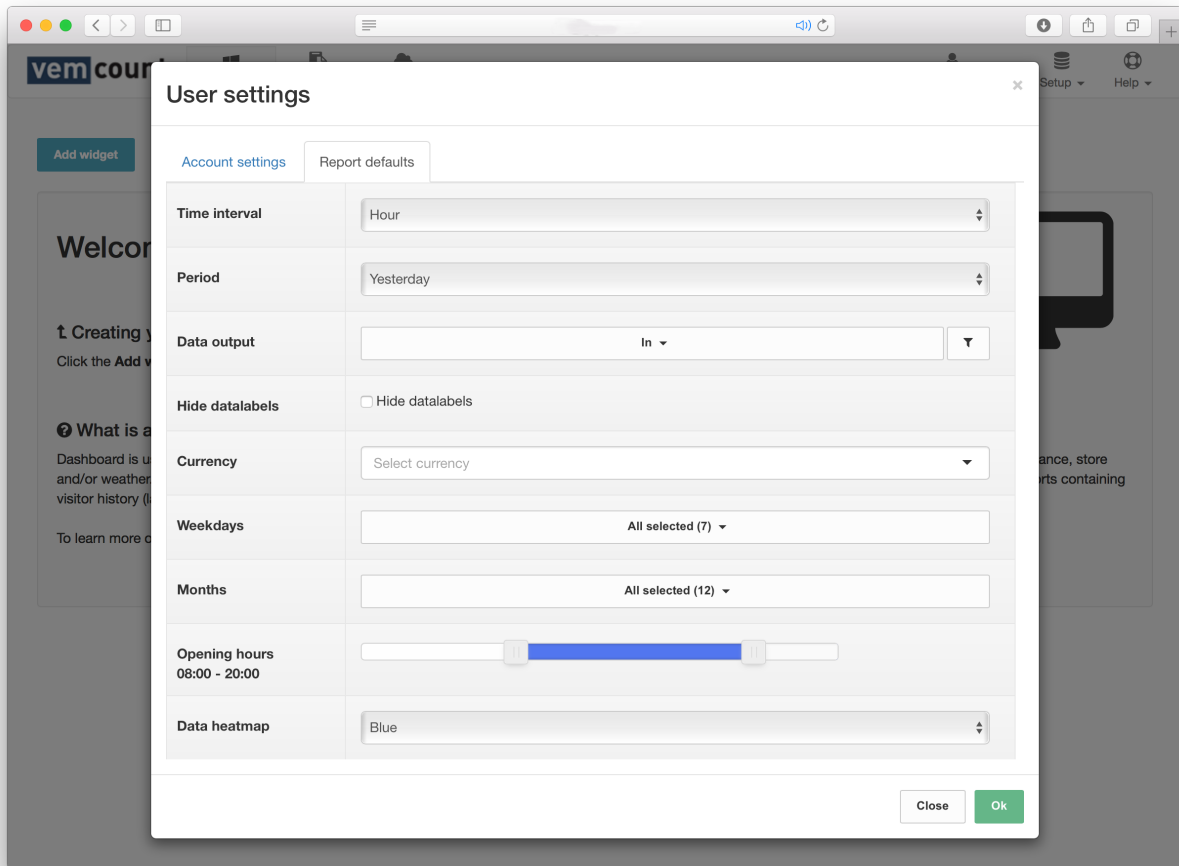 vem coun
Setup
Help
User settings
×
Add widget
Account settings
Report defaults
Time interval
Hour
Welcom
Period
Yesterday
Creating y
Click the Add w
Data output
In
Hide datalabels
Hide datalabels
What is a
Dashboard is u
and/or weather.
visitor history (l
ance, store
rts containing
Currency
Select currency
Weekdays
All selected (7)
To learn more
Months
All selected (12)
Opening hours
08:00 - 20:00
Data heatmap
Blue
Close
Ok